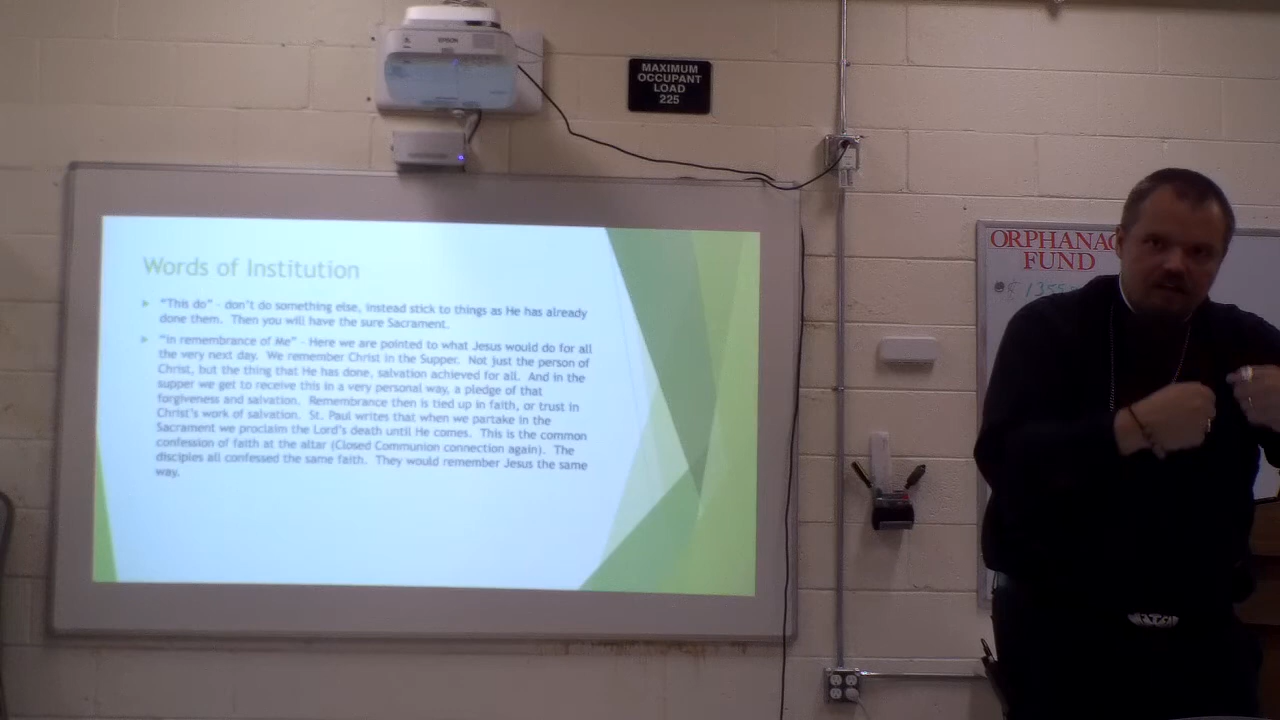 EPSON
MAXIMUM
OCCUPANT
LOAD
225
Words of Institution
"This do" - don't do something else, instead stick to things as He has already
done them. Then you will have the sure Sacrament.
"In remembrance of Me" - Here we are pointed to what Jesus would do for all
the very next day. We remember Christ in the Supper. Not just the person of
Christ, but the thing that He has done, salvation achieved for all. And in the
supper we get to receive this in a very personal way, a pledge of that
forgiveness and salvation. Remembrance then is tied up in faith, or trust in
Christ's work of salvation. St. Paul writes that when we partake in the
Sacrament we proclaim the Lord's death until He comes. This is the common
confession of faith at the altar (Closed Communion connection again). The
disciples all confessed the same faith. They would remember Jesus the same
way.
ORPHANAG
FUND